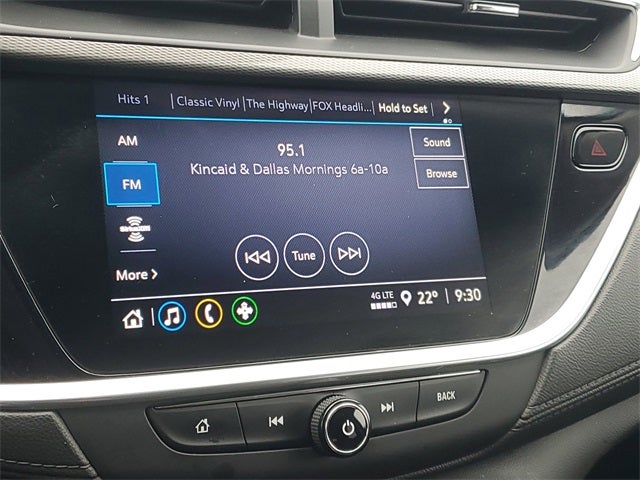 Hits 1 Classic Vinyl The Highway FOX Headli... Hold to Set
AM
95.1
Sound
Kincaid & Dallas Mornings 6a-10a
FM
Browse
SiriusXM
Tune
More
4G LTE
22° 9:30
BACK